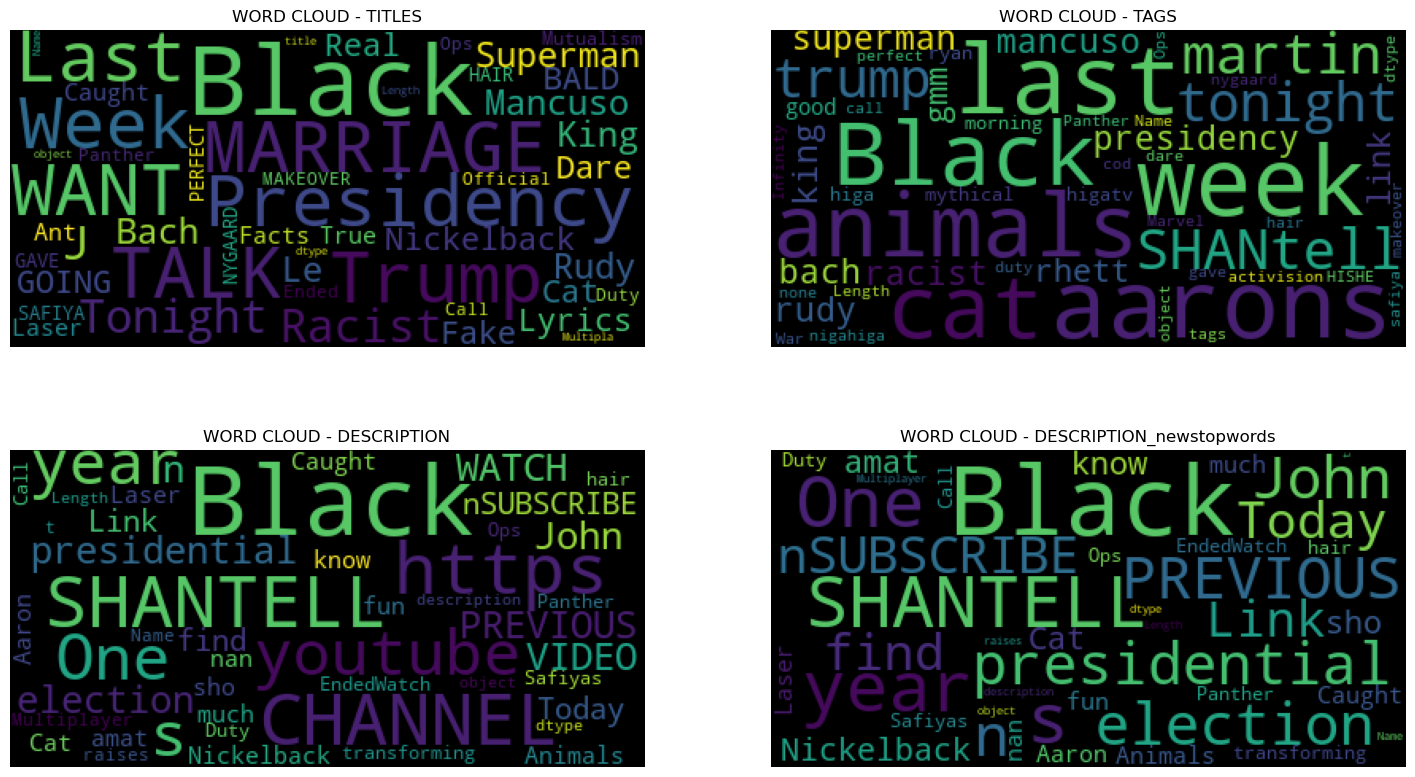 WORD CLOUD - TITLES
Name
Last
Black
title
Real
Ops
Mutualism
Superman
HAIR
BALD
Caught
Length
Mancuso
Week
MARRIAGE
King
object
Panther
PERFECT
Dare
WANT
MAKEOVER
Official
Presidency
Ant
J
Bach
NYGAARD
Facts
True
Nickelback
dtype
GAVE
GOING
TALK
Le
Trump
Rudy
Ended
Cat
Duty
SAFIYA
Laser
Tonight
Racist
Call
Fake
Lyrics
Multipla
WORD CLOUD - TAGS
superman
perfect
ryan
mancuso
Ops
martin
dtype
trump
gmm
last
nygaard
good
call
tonight
morning
Panther
Name
king
Black
presidency
link
infinity
cod
dare
week
higa
mythical
higatv
Marvel
hair
makeover
animals
SHANtell
bach
racist
duty
rhett
gave
activision
HISHE
none
Length
rudy
cat
aarons
object
safiya
War
nigahiga
tags
WORD CLOUD - DESCRIPTION
Call
year
n
Black
Caught
WATCH
hair
Length
Laser
nSUBSCRIBE
t
Link
Ops
John
presidential
know
https
SHANTELL
fun
description
Panther
Aaron
Name
find
PREVIOUS
One
nan
youtube
VIDEO
sho
EndedWatch
object
Safiyas
election
much
CHANNEL
Today
Multiplayer
Duty
dtype
Cat
amat
raises
s
Nickelback
transforming
Animals
WORD CLOUD - DESCRIPTION_newstopwords
Duty
amat
Call
Multiplayer
know
much
t
One
Black
John
Today
nSUBSCRIBE
Ops
EndedWatch
hair
PREVIOUS
SHANTELL
dtype
Length
Link
sho
raises
Cat
Laser
find
presidential
year
description
fun
Panther
Caught
Safiyas
object
s
election
n
nan
Name
Nickelback
Aaron
Animals
transforming